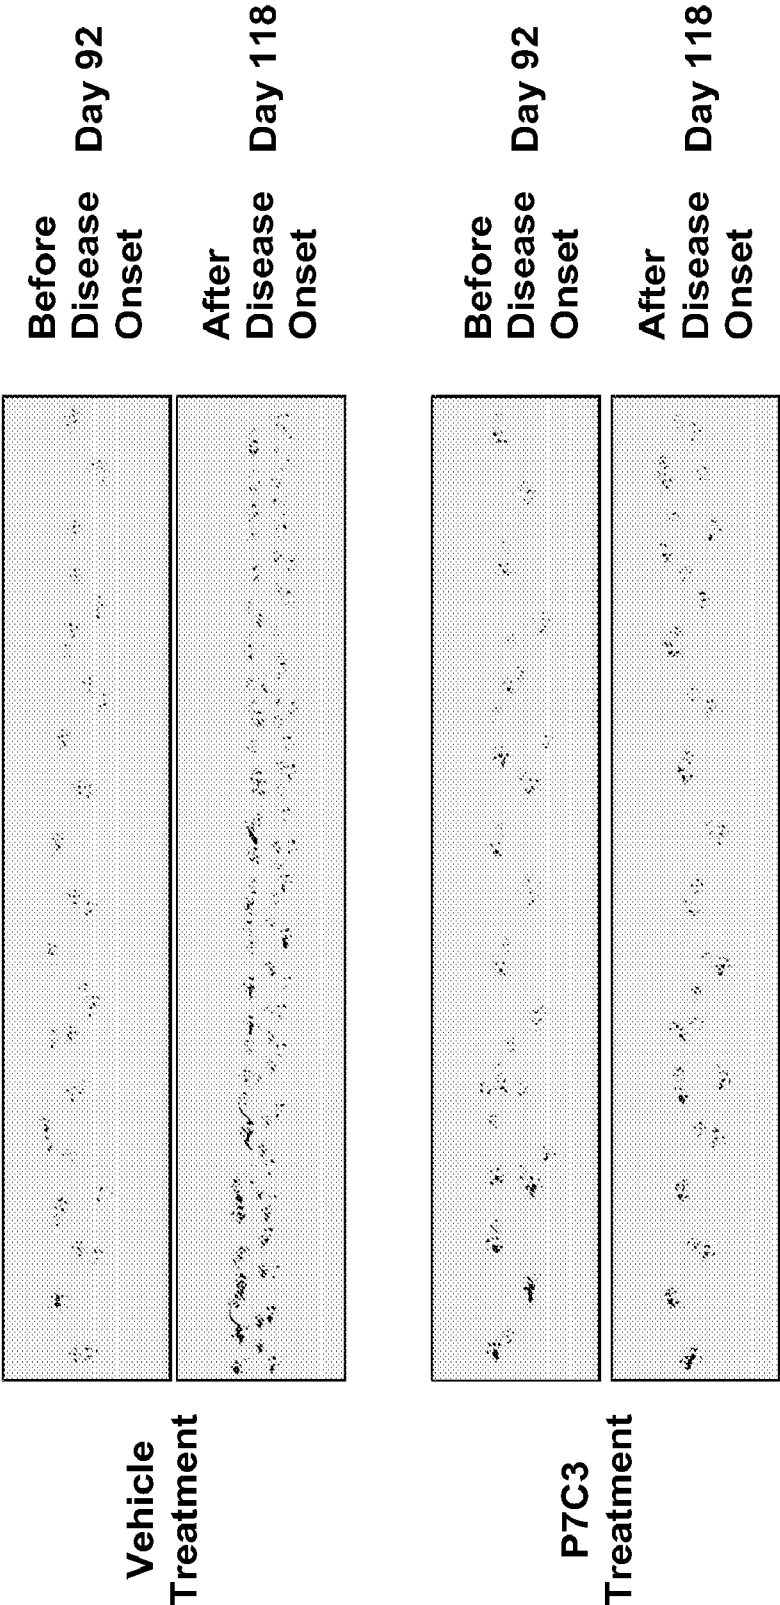 Vehicle
Treatment
Before
Disease
Onset
Day 92
After
Disease
Onset
Day 118
P7C3
Treatment
Before
Disease
Onset
Day 92
After
Disease
Onset
Day 118